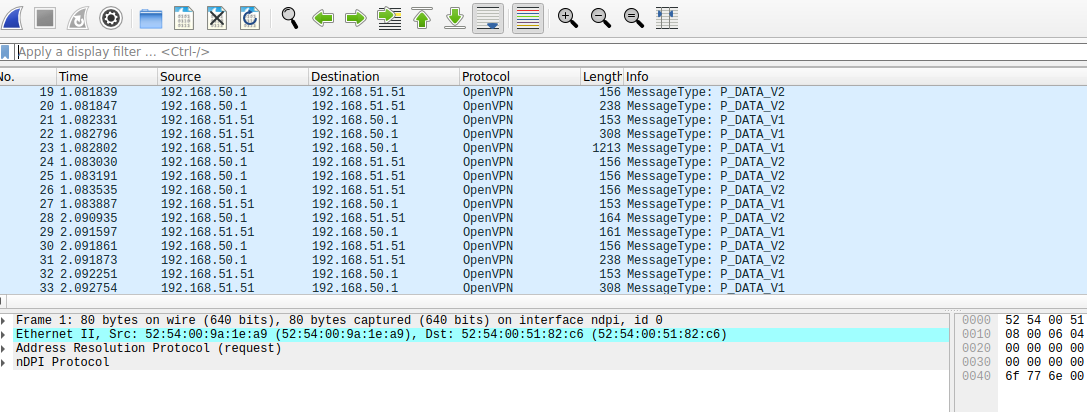 Apply a display filter ... <Ctrl-/>
No. Time Source Destination Protocol Length Info
19 1.081839 192.168.50.1 192.168.51.51 OpenVPN 156 MessageType: P_DATA_V2
20 1.081847 192.168.50.1 192.168.51.51 OpenVPN 238 MessageType: P_DATA_V2
21 1.082331 192.168.51.51 192.168.50.1 OpenVPN 153 MessageType: P_DATA_V1
22 1.082796 192.168.51.51 192.168.50.1 OpenVPN 308 MessageType: P_DATA_V1
23 1.082802 192.168.51.51 192.168.50.1 OpenVPN 1213 MessageType: P_DATA_V1
24 1.083030 192.168.50.1 192.168.51.51 OpenVPN 156 MessageType: P_DATA_V2
25 1.083191 192.168.50.1 192.168.51.51 OpenVPN 156 MessageType: P_DATA_V2
26 1.083535 192.168.50.1 192.168.51.51 OpenVPN 156 MessageType: P_DATA_V2
27 1.083887 192.168.51.51 192.168.50.1 OpenVPN 153 MessageType: P_DATA_V1
28 2.090935 192.168.50.1 192.168.51.51 OpenVPN 164 MessageType: P_DATA_V2
29 2.091597 192.168.51.51 192.168.50.1 OpenVPN 161 MessageType: P_DATA_V1
30 2.091861 192.168.50.1 192.168.51.51 OpenVPN 156 MessageType: P_DATA_V2
31 2.091873 192.168.50.1 192.168.51.51 OpenVPN 238 MessageType: P_DATA_V2
32 2.092251 192.168.51.51 192.168.50.1 OpenVPN 153 MessageType: P_DATA_V1
33 2.092754 192.168.51.51 192.168.50.1 OpenVPN 308 MessageType: P_DATA_V1
Frame 1: 80 bytes on wire (640 bits), 80 bytes captured (640 bits) on interface ndpi, id 0
Ethernet II, Src: 52:54:00:9a:1e:a9 (52:54:00:9a:1e:a9), Dst: 52:54:00:51:82:c6 (52:54:00:51:82:c6)
Address Resolution Protocol (request)
nDPI Protocol
0000 52 54 00 51
0010 08 00 06 04
0020 00 00 00 00
0030 00 00 00 00
0040 6f 77 6e 00